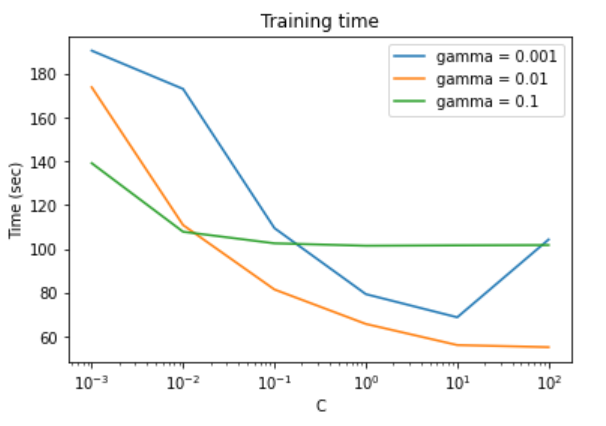 Training time
gamma = 0.001
gamma = 0.01
gamma = 0.1
Time (sec)
180
160
140
120
100
80
60
10⁻³ 10⁻² 10⁻¹ 10⁰ 10¹ 10²
C